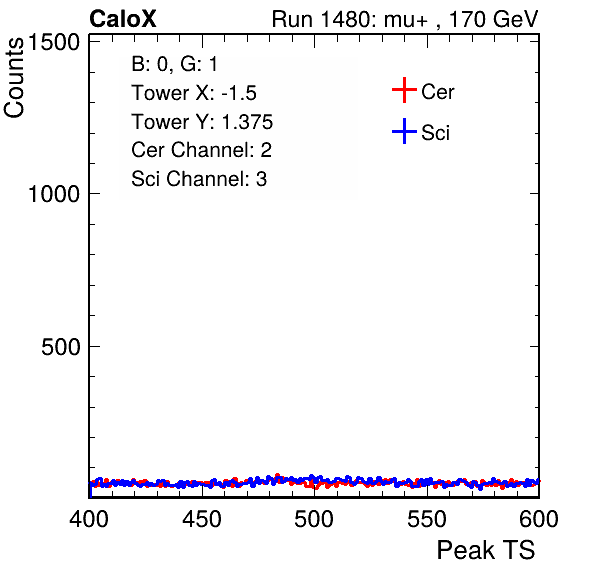 CaloX Run 1480: mu+ , 170 GeV
1500
Counts
B: 0, G: 1
Tower X: -1.5
Tower Y: 1.375
Cer Channel: 2
Sci Channel: 3
Cer
Sci
1000
500
400 450 500 550 600
Peak TS